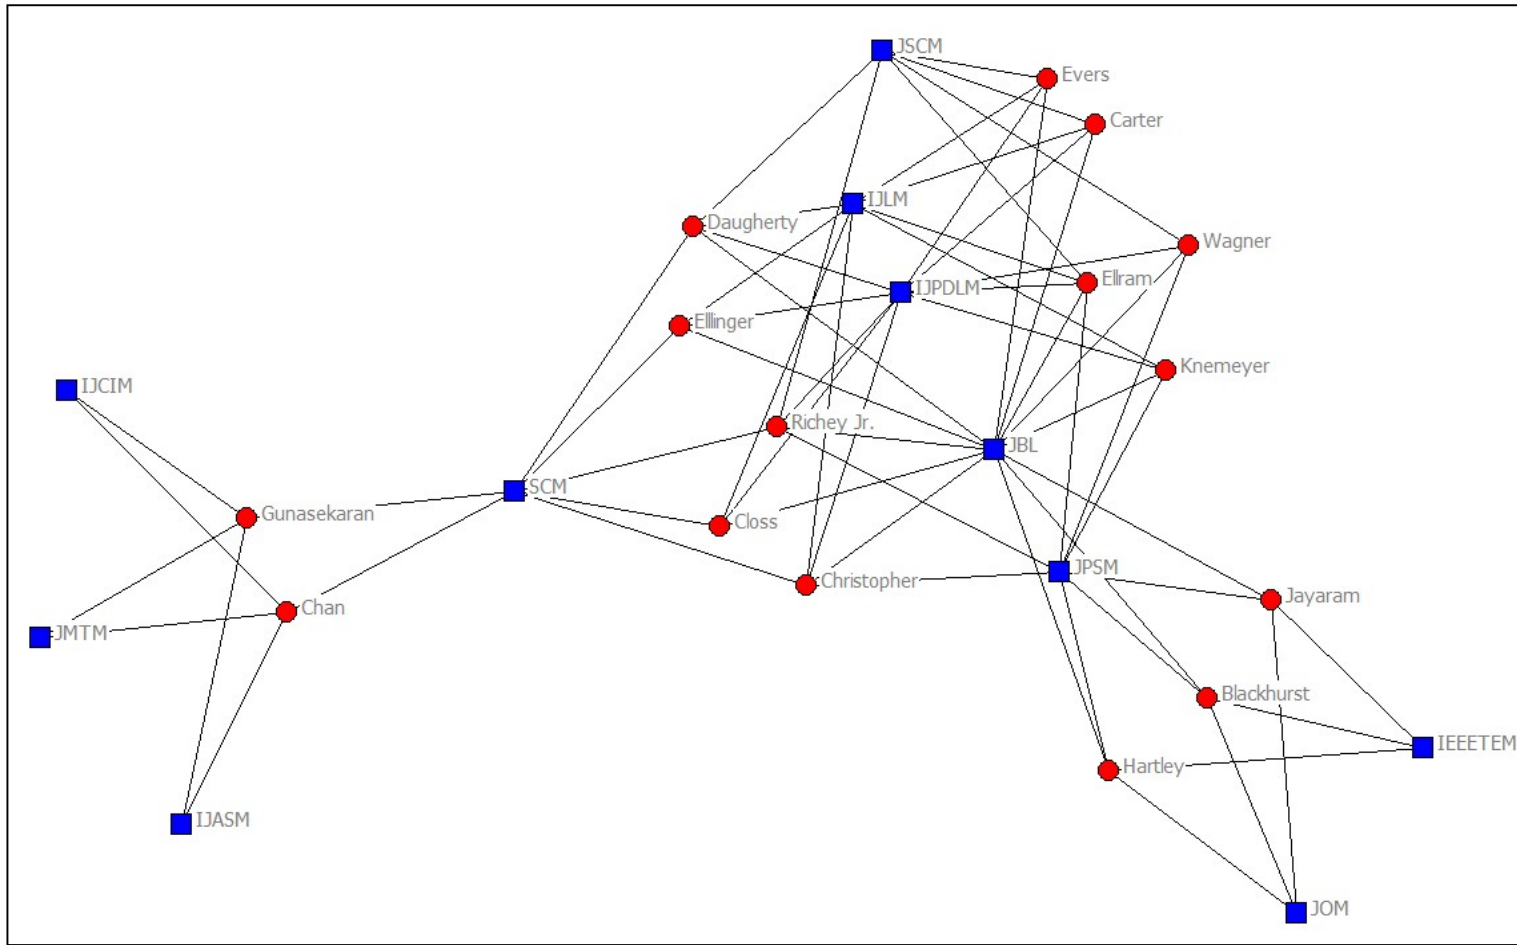 JSCM
Evers
Carter
IJLM
Daugherty
Wagner
Ellram
IJPDLM
Ellinger
Knemeyer
IJCIM
Richey Jr.
JBL
SCM
Gunasekaran
Closs
JPSM
Christopher
Jayaram
Chan
JMTM
Blackhurst
IEEETEM
Hartley
IJASM
JOM